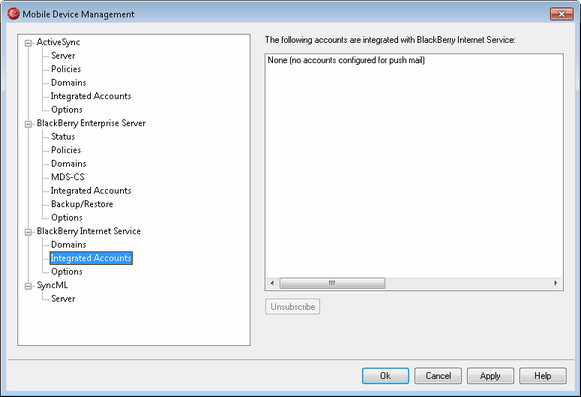 Mobile Device Management
ActiveSync
Server
Policies
Domains
Integrated Accounts
Options
BlackBerry Enterprise Server
Status
Policies
Domains
MDS-CS
Integrated Accounts
Backup/Restore
Options
BlackBerry Internet Service
Domains
Integrated Accounts
Options
SyncML
Server
The following accounts are integrated with BlackBerry Internet Service:
None (no accounts configured for push mail)
Unsubscribe
Ok
Cancel
Apply
Help